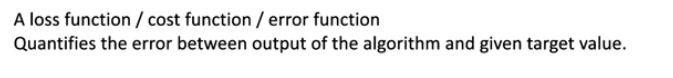 A loss function / cost function / error function
Quantifies the error between output of the algorithm and given target value.